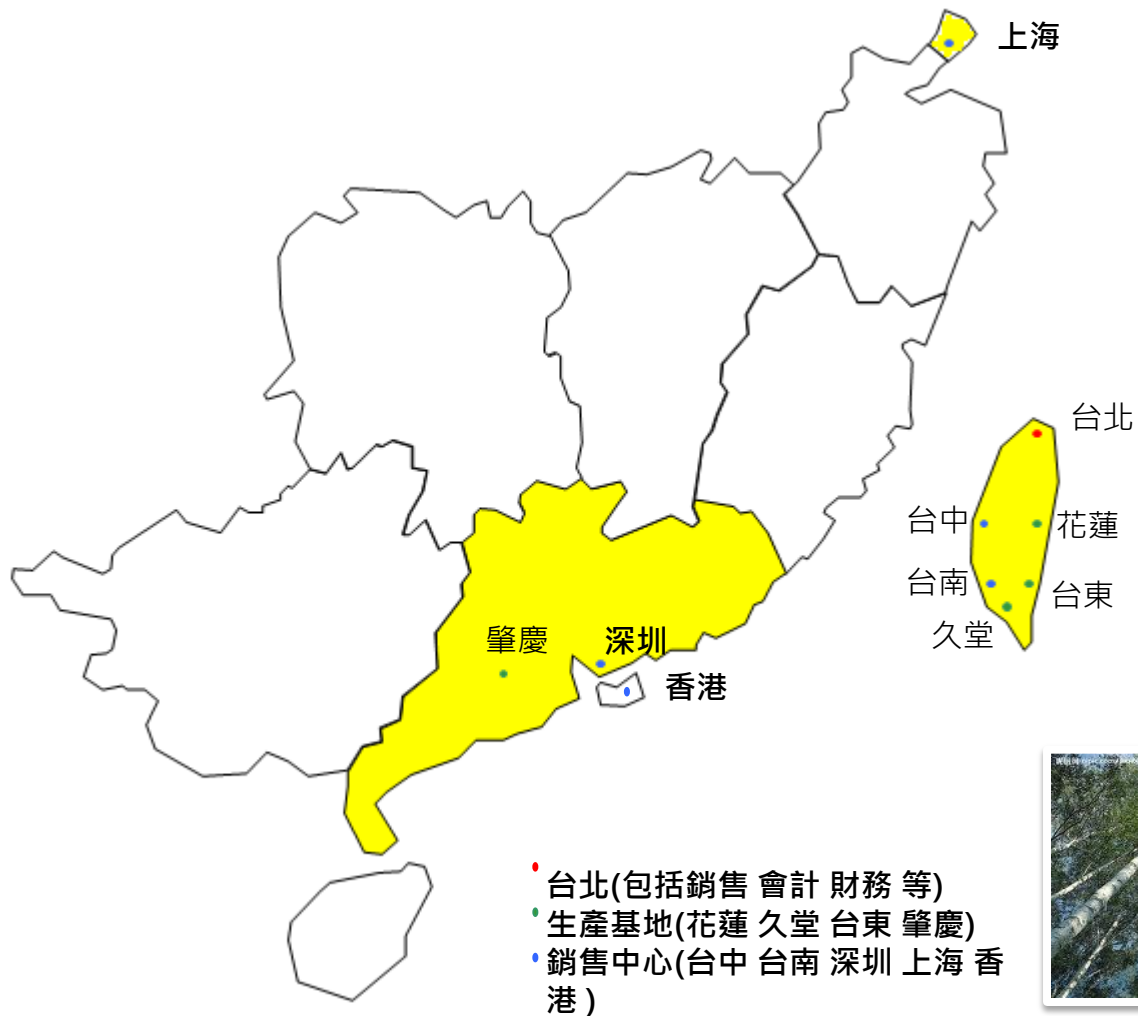 上海
台北
台中
花蓮
台南
台東
久堂
肇慶
深圳
香港
台北(包括銷售 會計 財務 等)
生產基地(花蓮 久堂 台東 肇慶)
銷售中心(台中 台南 深圳 上海 香
港 )